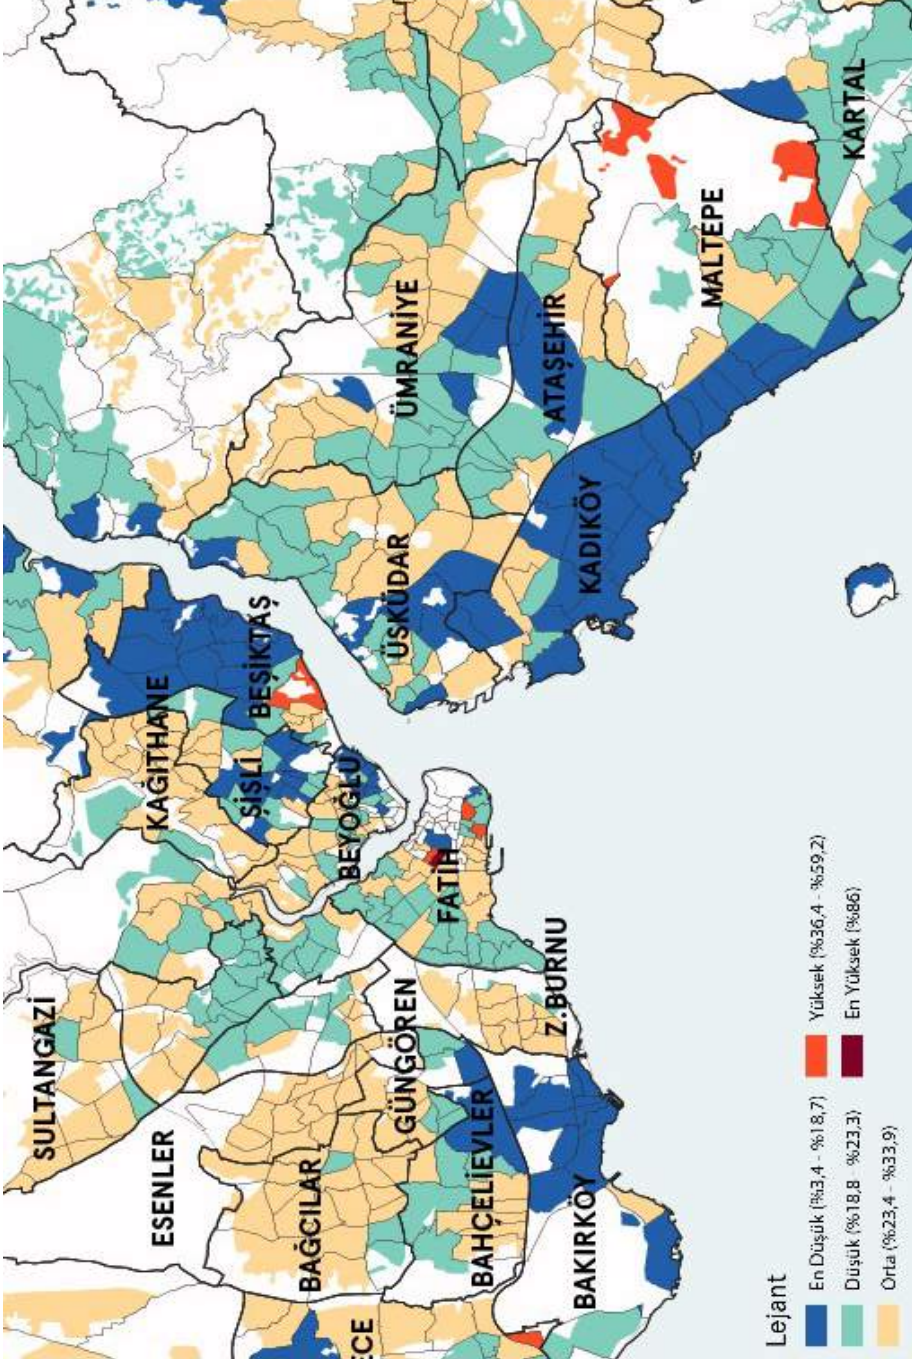 SULTANGAZİ
ESENLER
BAĞCILAR
GÜNGÖREN
BAHÇELİEVLER
BAKIRKÖY
Z.BURNU
FATİH
BEYOĞLU
ŞİŞLİ
KAĞITHANE
BEŞİKTAŞ
ÜSKÜDAR
KADIKÖY
ÜMRANİYE
ATAŞEHİR
MALTEPE
KARTAL
ECE
Lejant
En Düşük (%3,4 - %18,7)
Düşük (%18,8 - %23,3)
Orta (%23,4 - %33,9)
Yüksek (%36,4 - %59,2)
En Yüksek (%86)